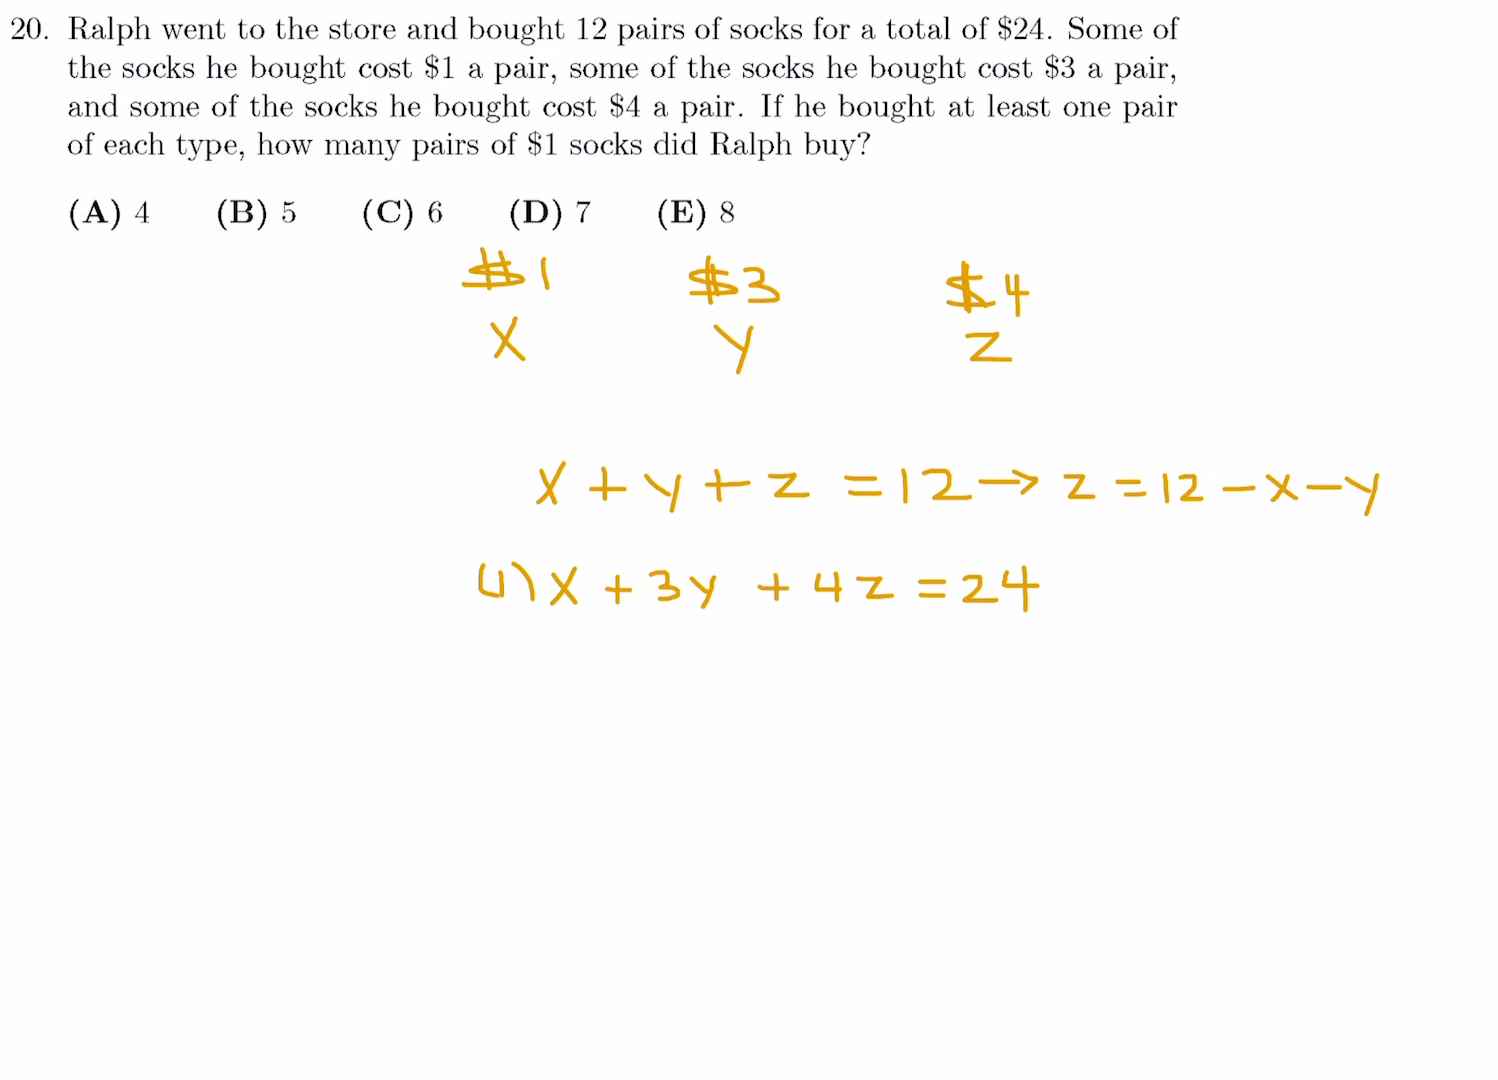 20. Ralph went to the store and bought 12 pairs of socks for a total of $24. Some of
the socks he bought cost $1 a pair, some of the socks he bought cost $3 a pair,
and some of the socks he bought cost $4 a pair. If he bought at least one pair
of each type, how many pairs of $1 socks did Ralph buy?
(A) 4 (B) 5 (C) 6 (D) 7 (E) 8
$1 $3 $4
x y z
x + y + z = 12 → z = 12 - x - y
(1)x + 3y + 4z = 24